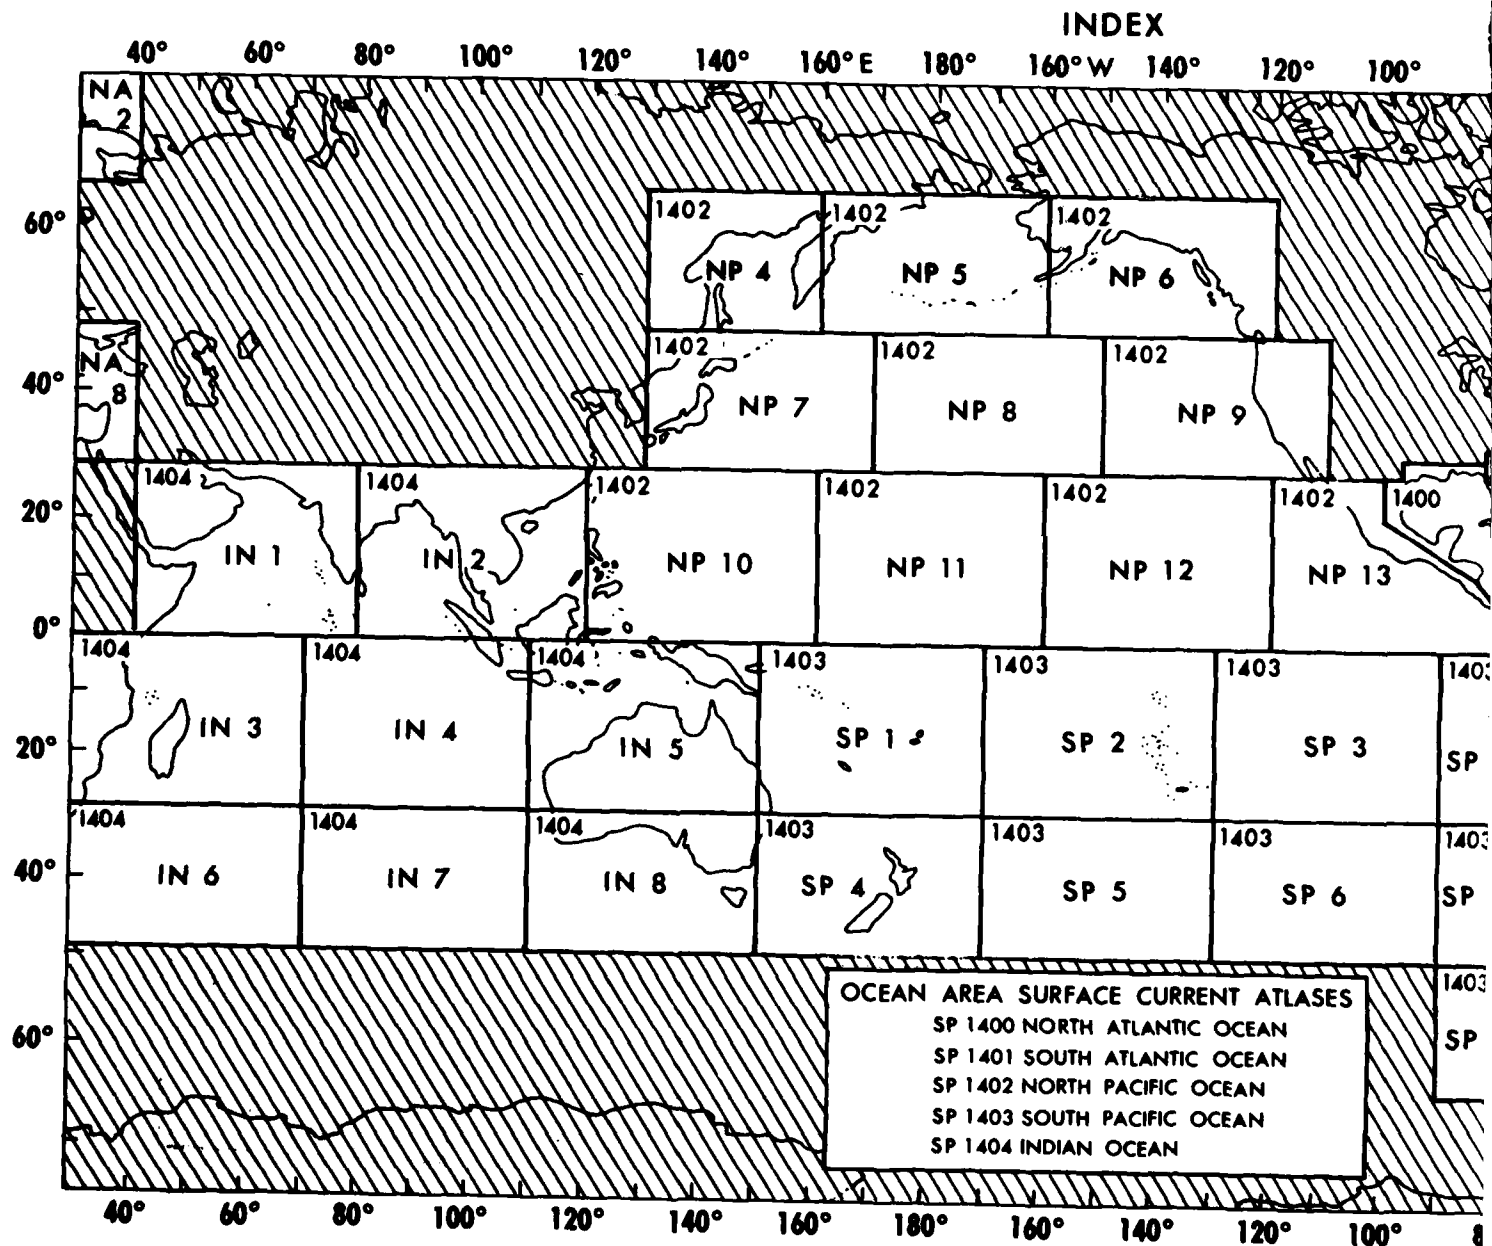 INDEX
40° 60° 80° 100° 120° 140° 160° E 180° 160° W 140° 120° 100°
NA
2
60°
1402 1402 1402
NP 4 NP 5 NP 6
NA
8
40°
1402 1402 1402
NP 7 NP 8 NP 9
1404 1404 1402 1402 1402 1402 1400
20°
IN 1 IN 2 NP 10 NP 11 NP 12 NP 13
0°
1404 1404 1404 1403 1403 1403 1403
IN 3 IN 4 IN 5 SP 1 SP 2 SP 3 SP
20°
1404 1404 1404 1403 1403 1403 1403
40°
IN 6 IN 7 IN 8 SP 4 SP 5 SP 6 SP
1403
SP
60°
OCEAN AREA SURFACE CURRENT ATLASES
SP 1400 NORTH ATLANTIC OCEAN
SP 1401 SOUTH ATLANTIC OCEAN
SP 1402 NORTH PACIFIC OCEAN
SP 1403 SOUTH PACIFIC OCEAN
SP 1404 INDIAN OCEAN
40° 60° 80° 100° 120° 140° 160° 180° 160° 140° 120° 100°